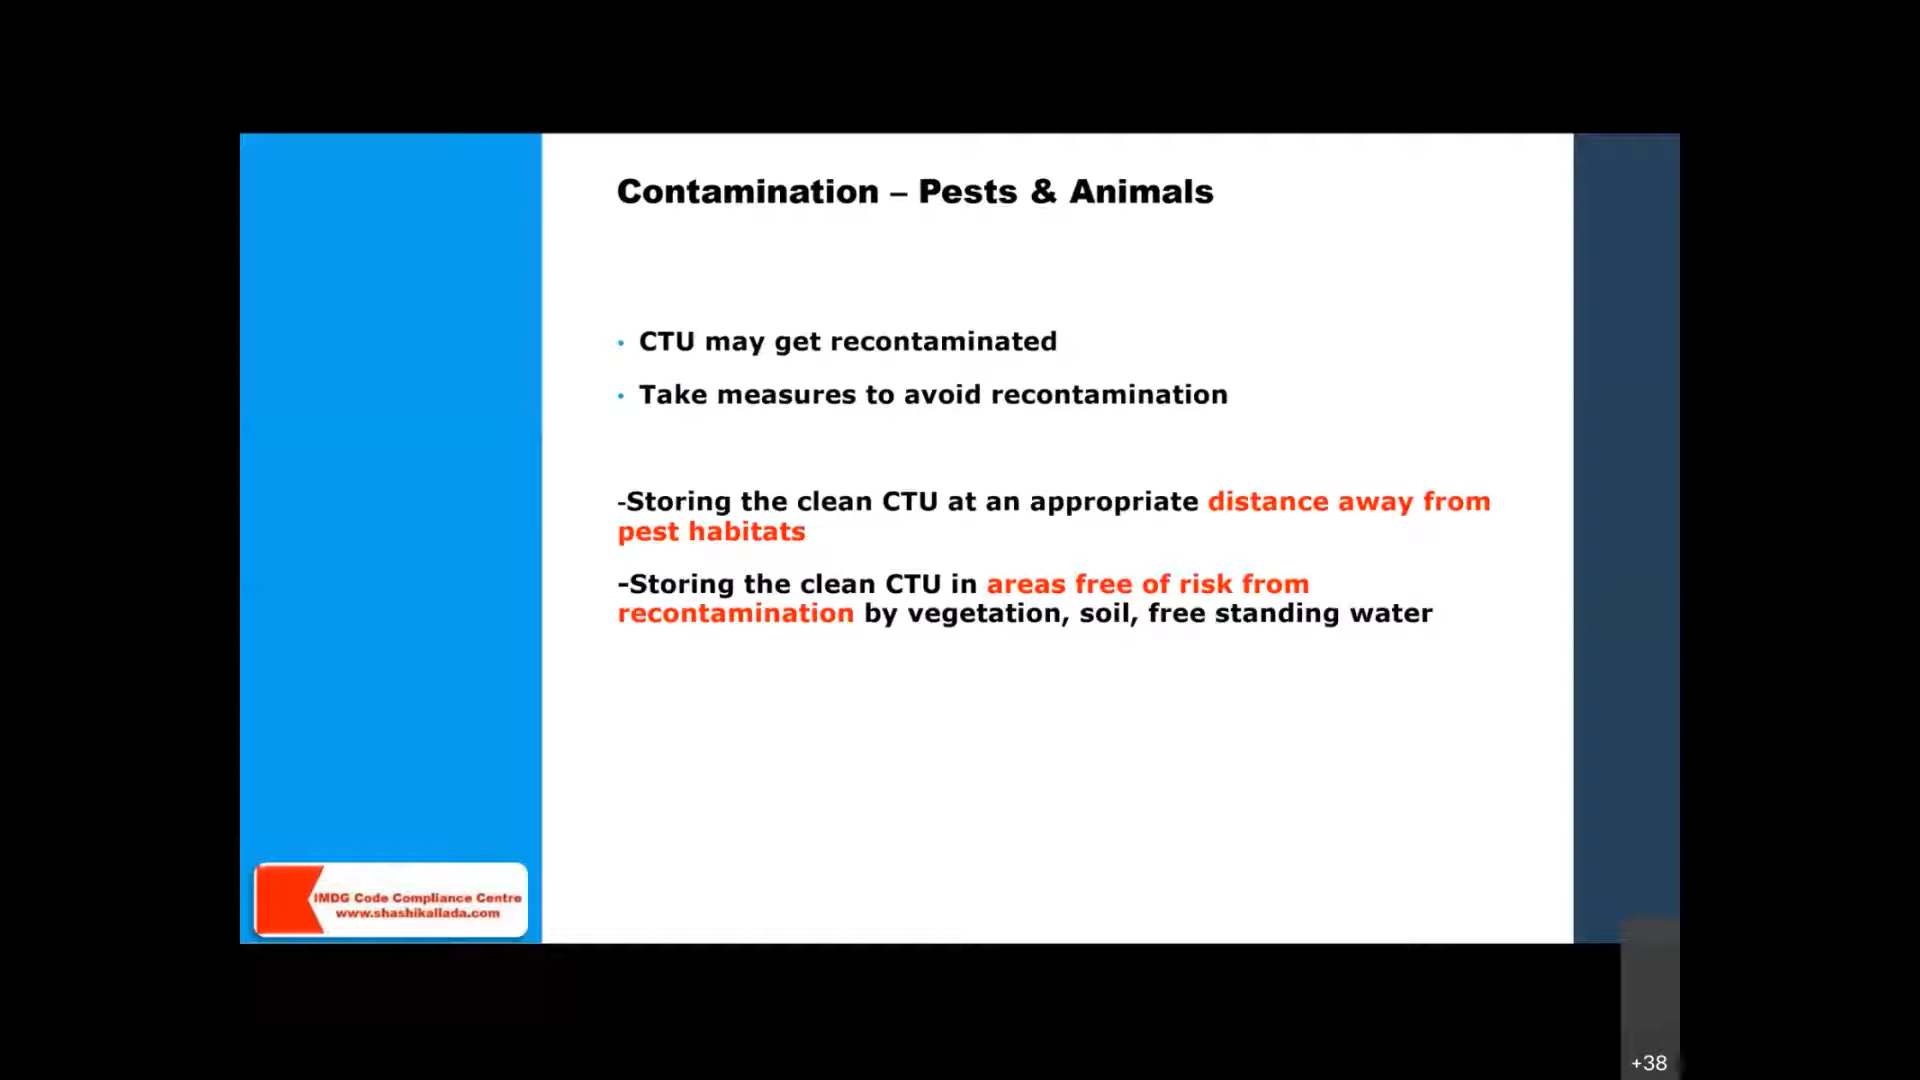 Contamination – Pests & Animals
• CTU may get recontaminated
• Take measures to avoid recontamination
-Storing the clean CTU at an appropriate distance away from
pest habitats
-Storing the clean CTU in areas free of risk from
recontamination by vegetation, soil, free standing water
IMDG Code Compliance Centre
www.shashikallada.com
+38